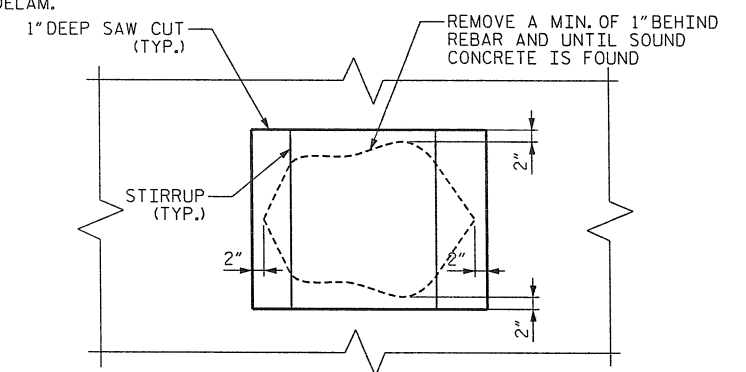 DELAM.
1" DEEP SAW CUT
(TYP.)
REMOVE A MIN. OF 1" BEHIND
REBAR AND UNTIL SOUND
CONCRETE IS FOUND
2"
STIRRUP
(TYP.)
2"
2"
2"